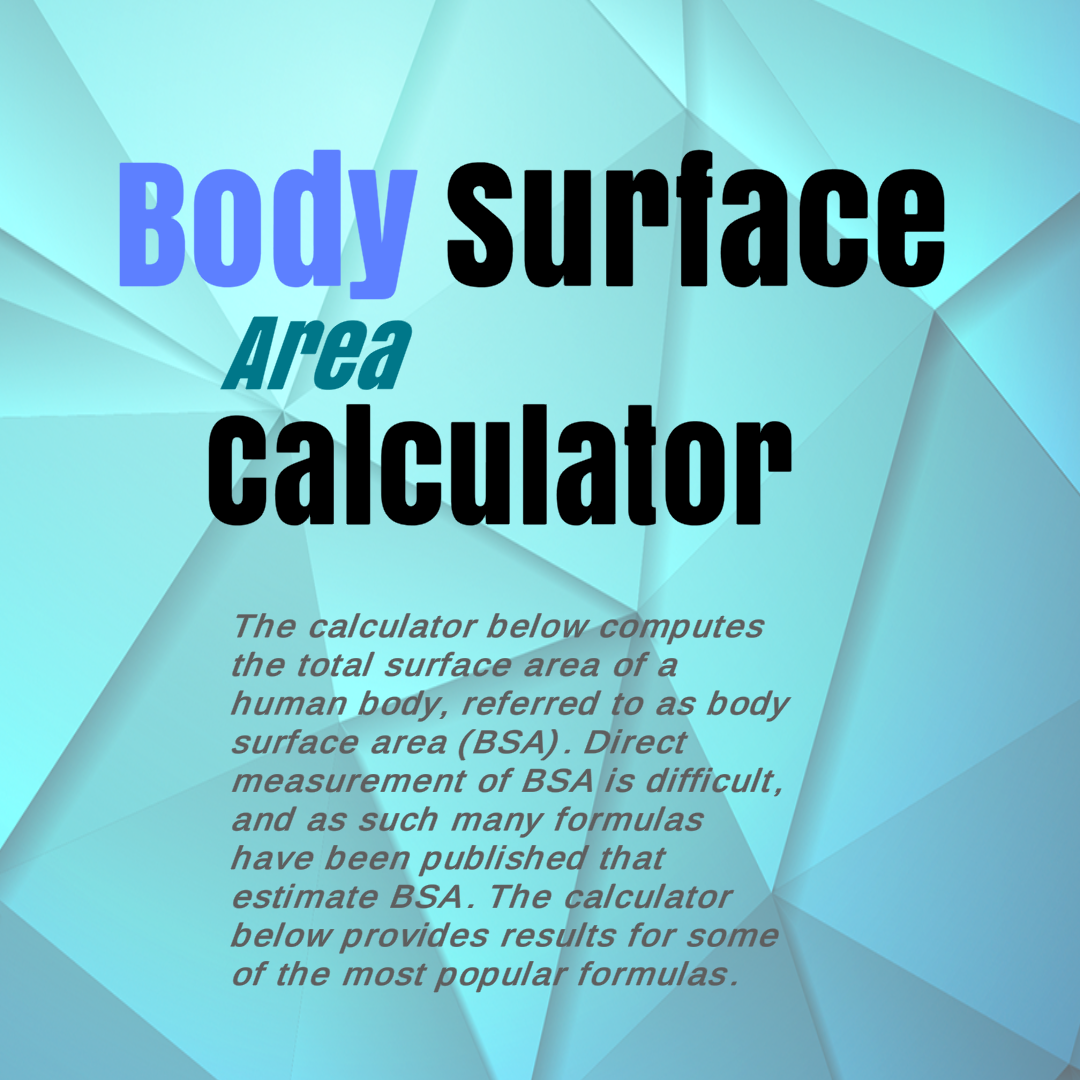 Body Surface
Area
Calculator
The calculator below computes
the total surface area of a
human body, referred to as body
surface area (BSA). Direct
measurement of BSA is difficult,
and as such many formulas
have been published that
estimate BSA. The calculator
below provides results for some
of the most popular formulas.